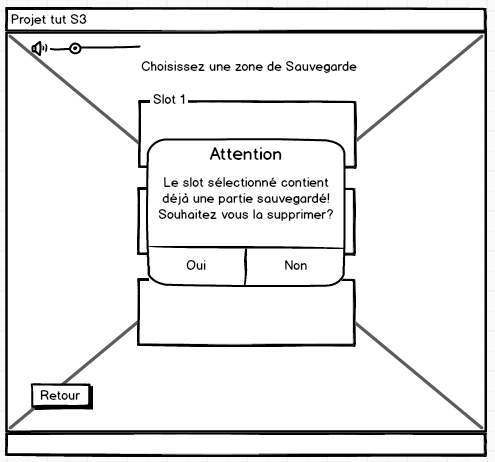 Projet tut S3
Choisissez une zone de Sauvegarde
Slot 1
Attention
Le slot sélectionné contient
déjà une partie sauvegardé!
Souhaitez vous la supprimer?
Oui
Non
Retour